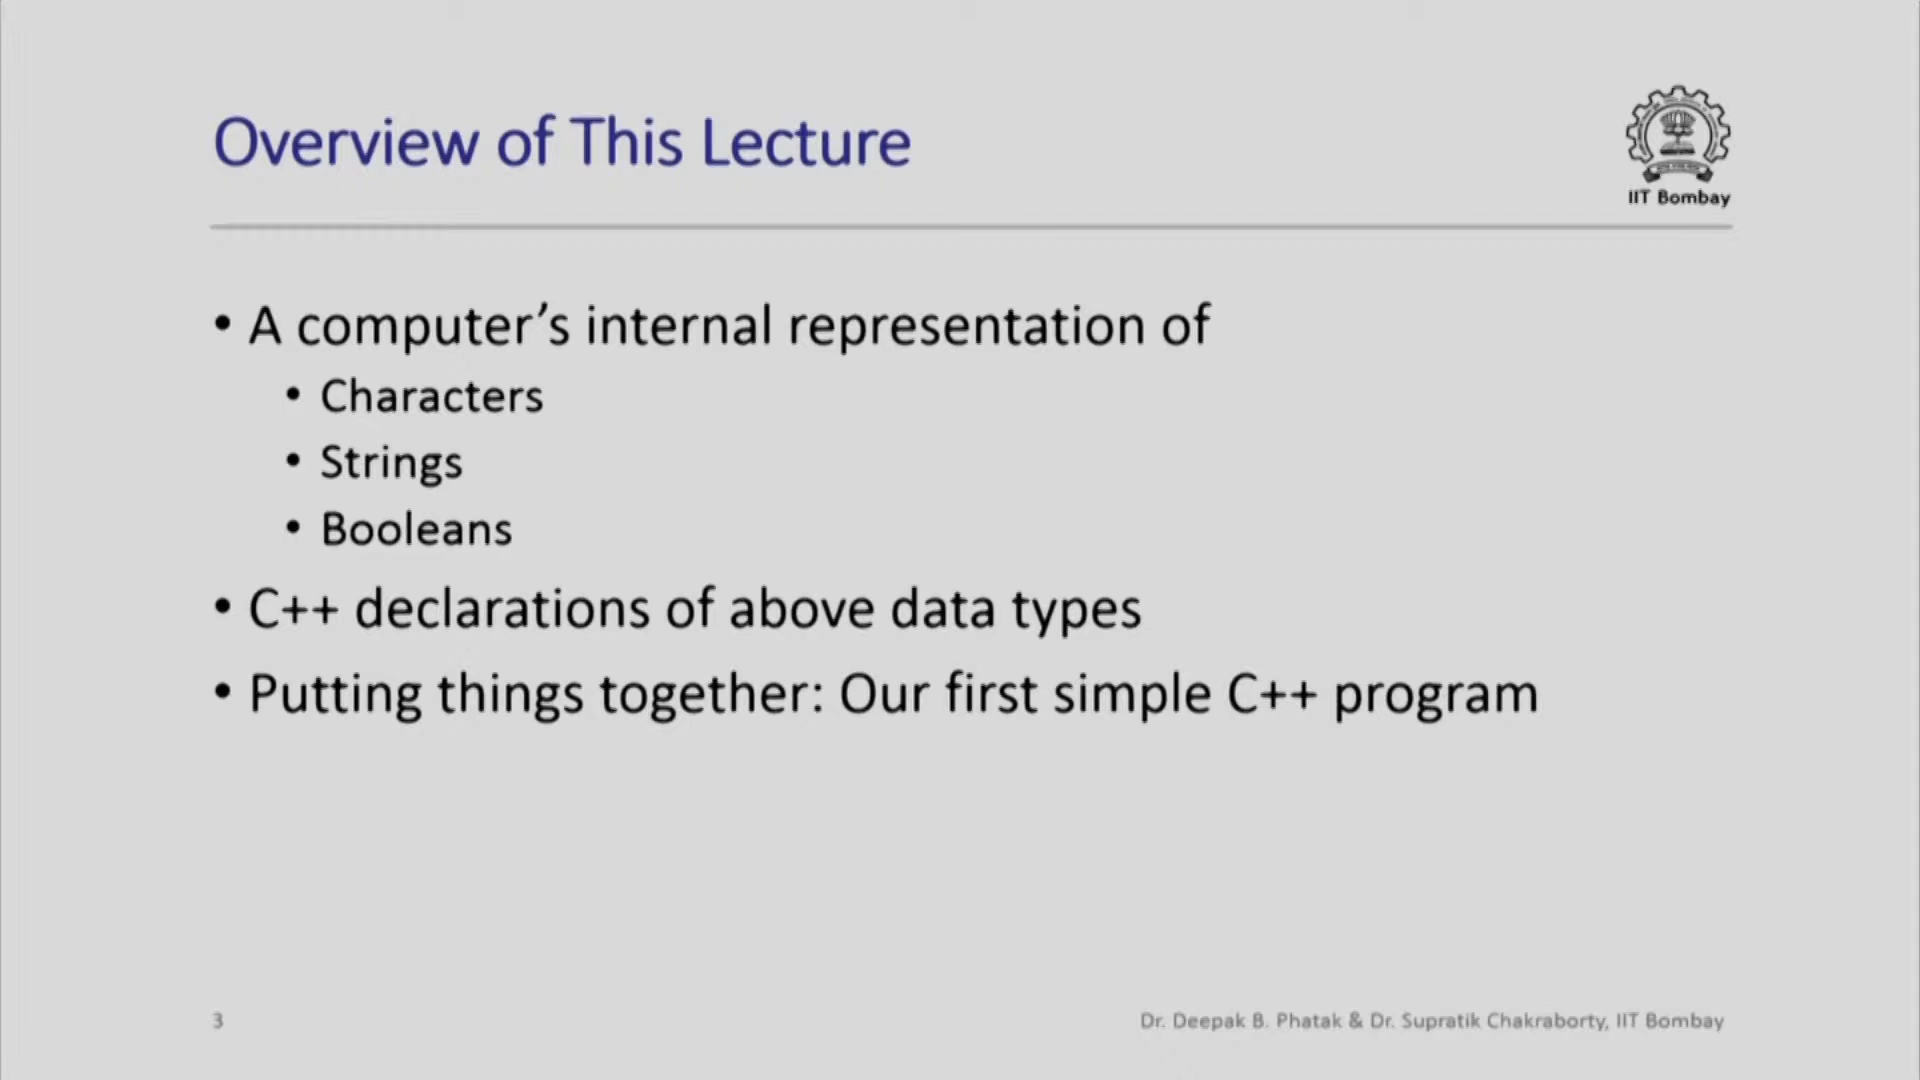 Overview of This Lecture
IIT Bombay
• A computer’s internal representation of
• Characters
• Strings
• Booleans
• C++ declarations of above data types
• Putting things together: Our first simple C++ program
3
Dr. Deepak B. Phatak & Dr. Supratik Chakraborty, IIT Bombay